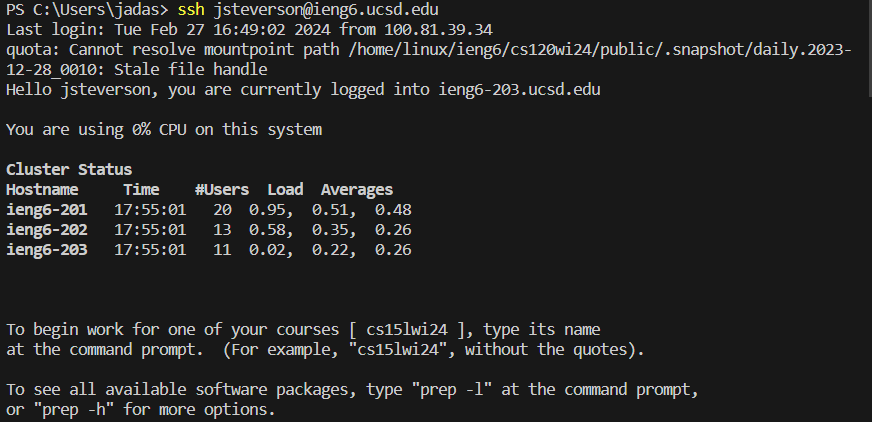 PS C:\Users\jadas> ssh jsteverson@ieng6.ucsd.edu
Last login: Tue Feb 27 16:49:02 2024 from 100.81.39.34
quota: Cannot resolve mountpoint path /home/linux/ieng6/cs120wi24/public/.snapshot/daily.2023-
12-28_0010: Stale file handle
Hello jsteverson, you are currently logged into ieng6-203.ucsd.edu
You are using 0% CPU on this system
Cluster Status
Hostname     Time    #Users  Load  Averages
ieng6-201   17:55:01   20  0.95,  0.51,  0.48
ieng6-202   17:55:01   13  0.58,  0.35,  0.26
ieng6-203   17:55:01   11  0.02,  0.22,  0.26
To begin work for one of your courses [ cs15lwi24 ], type its name
at the command prompt.  (For example, "cs15lwi24", without the quotes).
To see all available software packages, type "prep -l" at the command prompt,
or "prep -h" for more options.